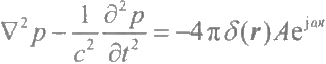 ∇²p − (1/c²) ∂²p/∂t² = −4πδ(r)Ae^{jωt}